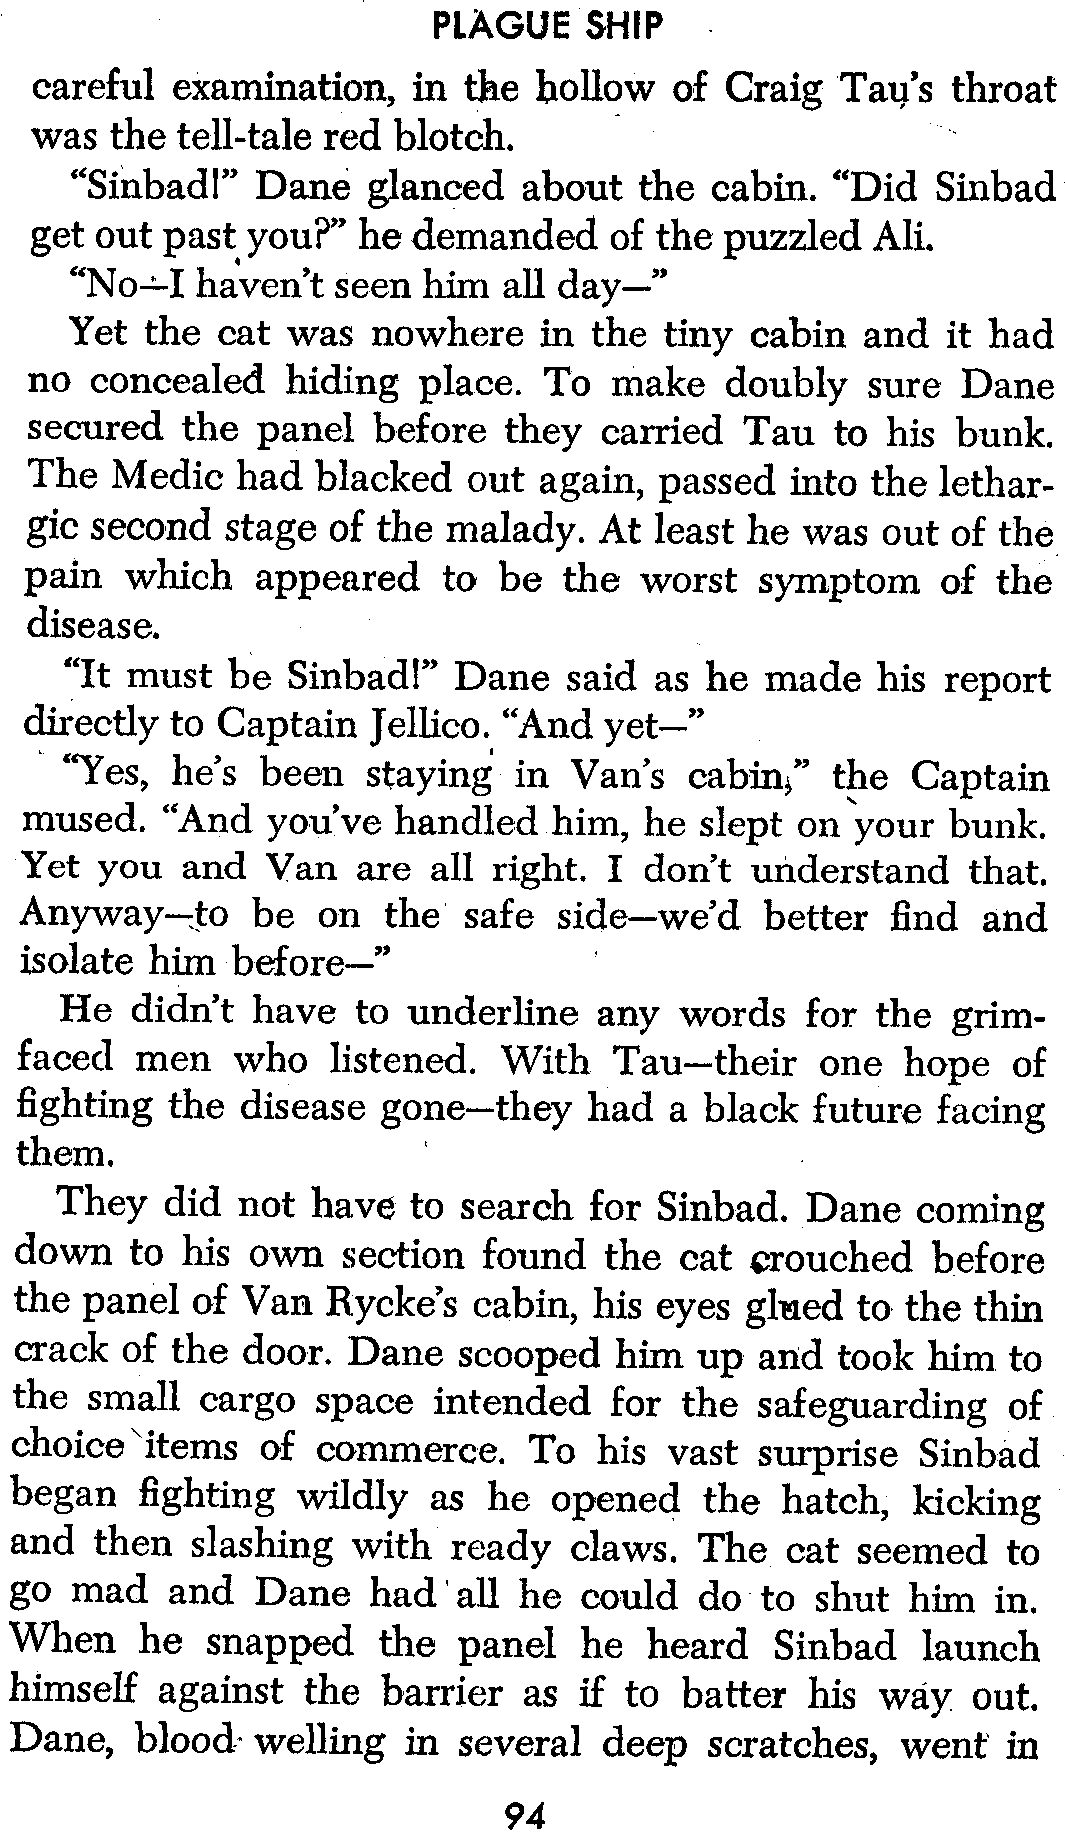 PLAGUE SHIP
careful examination, in the hollow of Craig Tau's throat
was the tell-tale red blotch.
"Sinbad!" Dane glanced about the cabin. "Did Sinbad
get out past you?" he demanded of the puzzled Ali.
"No—I haven't seen him all day—"
Yet the cat was nowhere in the tiny cabin and it had
no concealed hiding place. To make doubly sure Dane
secured the panel before they carried Tau to his bunk.
The Medic had blacked out again, passed into the lethar-
gic second stage of the malady. At least he was out of the
pain which appeared to be the worst symptom of the
disease.
"It must be Sinbad!" Dane said as he made his report
directly to Captain Jellico. "And yet—"
"Yes, he's been staying in Van's cabin," the Captain
mused. "And you've handled him, he slept on your bunk.
Yet you and Van are all right. I don't understand that.
Anyway—to be on the safe side—we'd better find and
isolate him before—"
He didn't have to underline any words for the grim-
faced men who listened. With Tau—their one hope of
fighting the disease gone—they had a black future facing
them.
They did not have to search for Sinbad. Dane coming
down to his own section found the cat crouched before
the panel of Van Rycke's cabin, his eyes glued to the thin
crack of the door. Dane scooped him up and took him to
the small cargo space intended for the safeguarding of
choice items of commerce. To his vast surprise Sinbad
began fighting wildly as he opened the hatch, kicking
and then slashing with ready claws. The cat seemed to
go mad and Dane had all he could do to shut him in.
When he snapped the panel he heard Sinbad launch
himself against the barrier as if to batter his way out.
Dane, blood welling in several deep scratches, went in
94